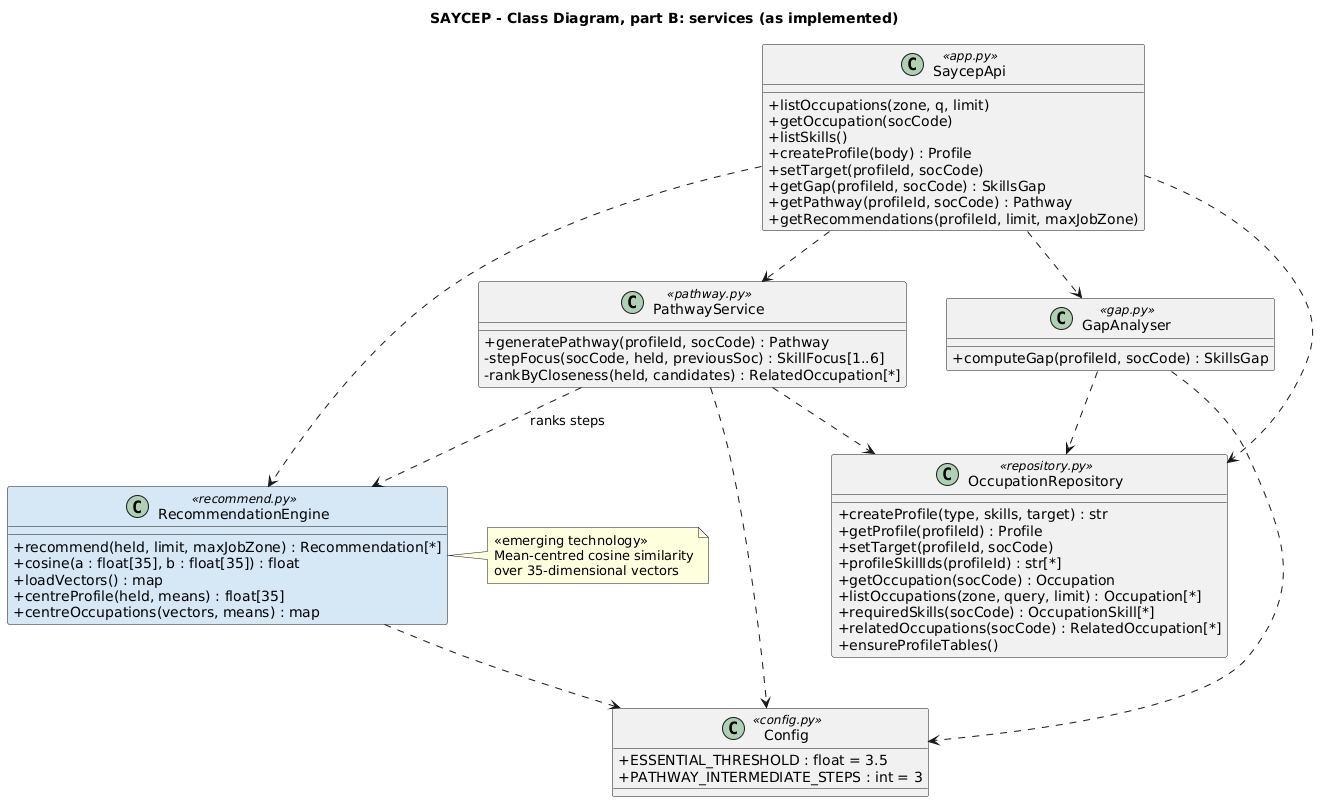 SAYCEP - Class Diagram, part B: services (as implemented)
C
«app.py»
SaycepApi
+listOccupations(zone, q, limit)
+getOccupation(socCode)
+listSkills()
+createProfile(body) : Profile
+setTarget(profileId, socCode)
+getGap(profileId, socCode) : SkillsGap
+getPathway(profileId, socCode) : Pathway
+getRecommendations(profileId, limit, maxJobZone)
C
«pathway.py»
PathwayService
+generatePathway(profileId, socCode) : Pathway
-stepFocus(socCode, held, previousSoc) : SkillFocus[1..6]
-rankByCloseness(held, candidates) : RelatedOccupation[*]
C
«gap.py»
GapAnalyser
+computeGap(profileId, socCode) : SkillsGap
ranks steps
C
«recommend.py»
RecommendationEngine
+recommend(held, limit, maxJobZone) : Recommendation[*]
+cosine(a : float[35], b : float[35]) : float
+loadVectors() : map
+centreProfile(held, means) : float[35]
+centreOccupations(vectors, means) : map
«emerging technology»
Mean-centred cosine similarity
over 35-dimensional vectors
C
«repository.py»
OccupationRepository
+createProfile(type, skills, target) : str
+getProfile(profileId) : Profile
+setTarget(profileId, socCode)
+profileSkillIds(profileId) : str[*]
+getOccupation(socCode) : Occupation
+listOccupations(zone, query, limit) : Occupation[*]
+requiredSkills(socCode) : OccupationSkill[*]
+relatedOccupations(socCode) : RelatedOccupation[*]
+ensureProfileTables()
C
«config.py»
Config
+ESSENTIAL_THRESHOLD : float = 3.5
+PATHWAY_INTERMEDIATE_STEPS : int = 3